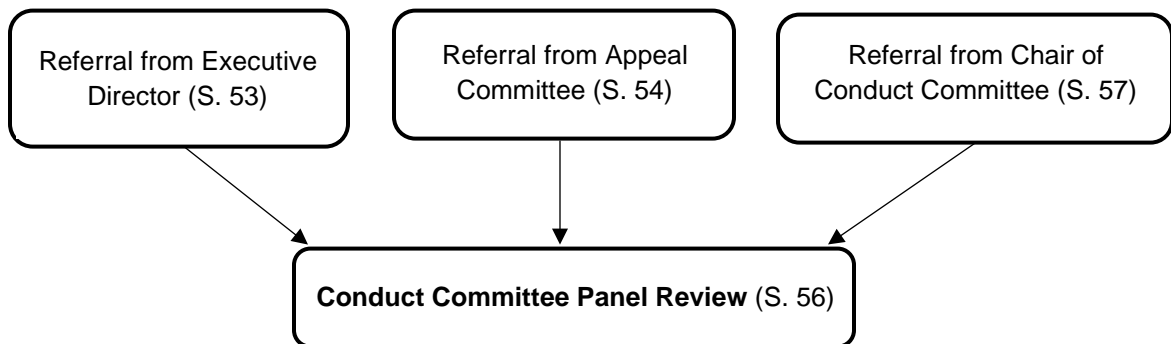 Referral from Executive
Director (S. 53)
Referral from Appeal
Committee (S. 54)
Referral from Chair of
Conduct Committee (S. 57)
Conduct Committee Panel Review (S. 56)